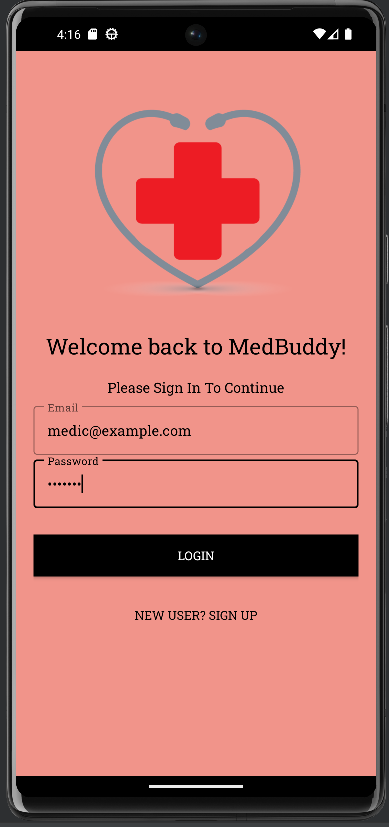 4:16
Welcome back to MedBuddy!
Please Sign In To Continue
Email
medic@example.com
Password
•••••••
LOGIN
NEW USER? SIGN UP